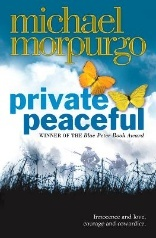 michael
morpurgo
private
peaceful
WINNER OF THE Blue Peter Book Award
Innocence and love,
courage and cowardice.